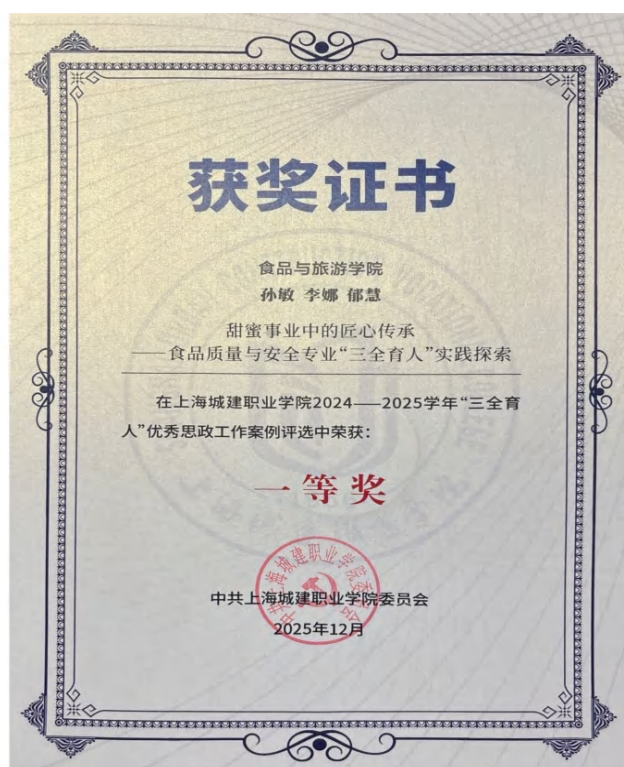 获奖证书
食品与旅游学院
孙敏 李娜 郁慧
甜蜜事业中的匠心传承
——食品质量与安全专业“三全育人”实践探索
在上海城建职业学院2024——2025学年“三全育
人”优秀思政工作案例评选中荣获：
一等奖
中共上海城建职业学院委员会
2025年12月